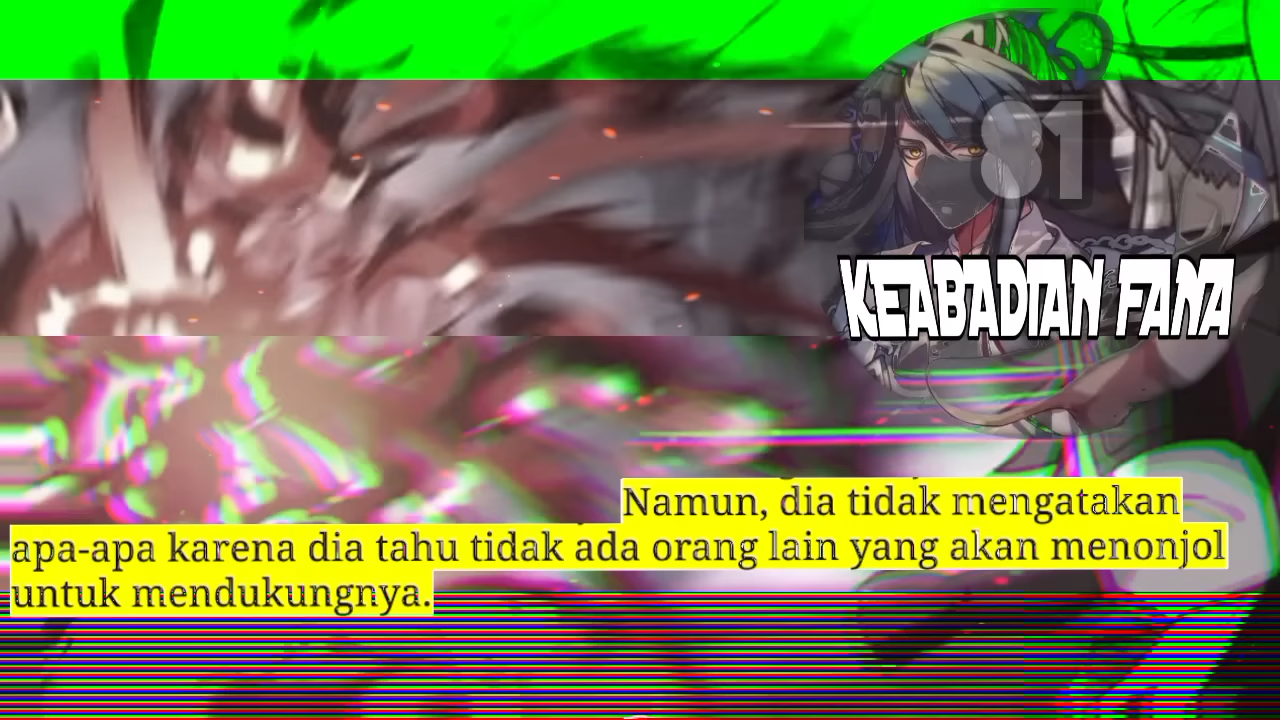 81
KEABADIAN FANA
Namun, dia tidak mengatakan
apa-apa karena dia tahu tidak ada orang lain yang akan menonjol
untuk mendukungnya.